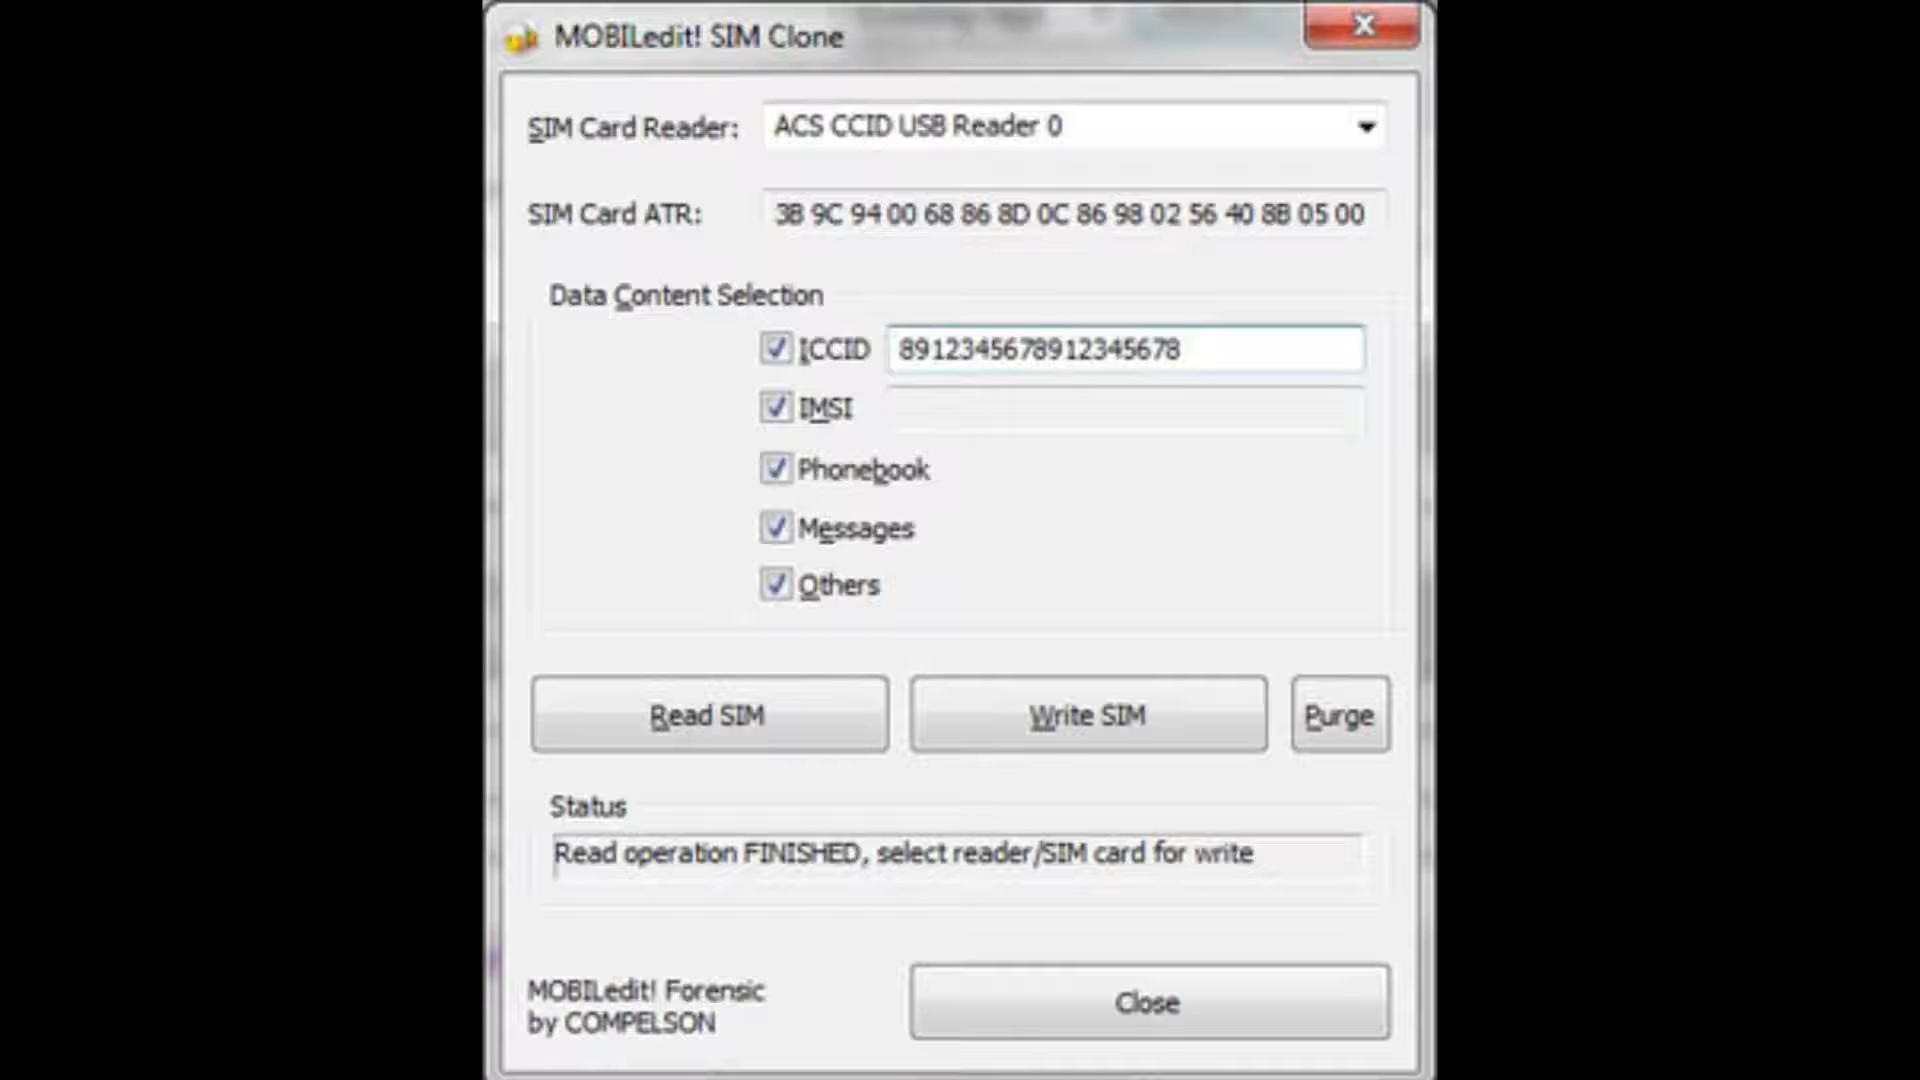 MOBILedit! SIM Clone
SIM Card Reader: ACS CCID USB Reader 0
SIM Card ATR: 3B 9C 94 00 68 86 8D 0C 86 98 02 56 40 8B 05 00
Data Content Selection
ICCID 8912345678912345678
IMSI
Phonebook
Messages
Others
Read SIM Write SIM Purge
Status
Read operation FINISHED, select reader/SIM card for write
MOBILedit! Forensic
by COMPELSON
Close